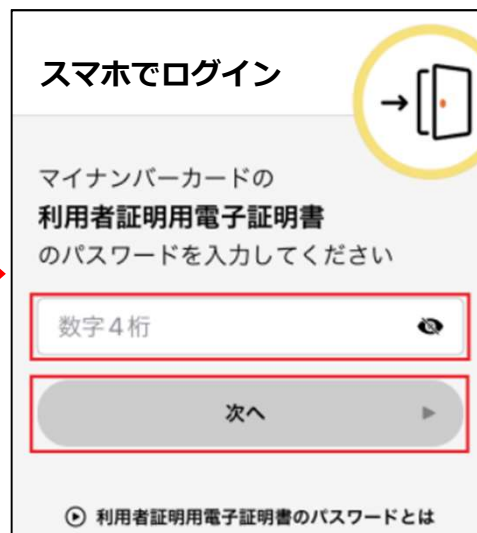 スマホでログイン
マイナンバーカードの
利用者証明用電子証明書
のパスワードを入力してください
数字4桁
次へ
利用者証明用電子証明書のパスワードとは